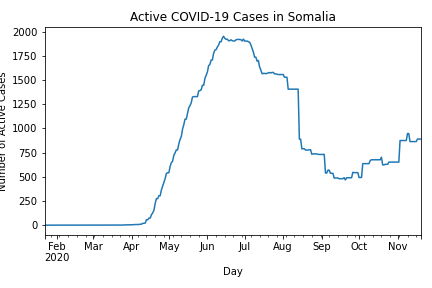 Active COVID-19 Cases in Somalia
Number of Active Cases
2000
1750
1500
1250
1000
750
500
250
0
Feb Mar Apr May Jun Jul Aug Sep Oct Nov
2020
Day